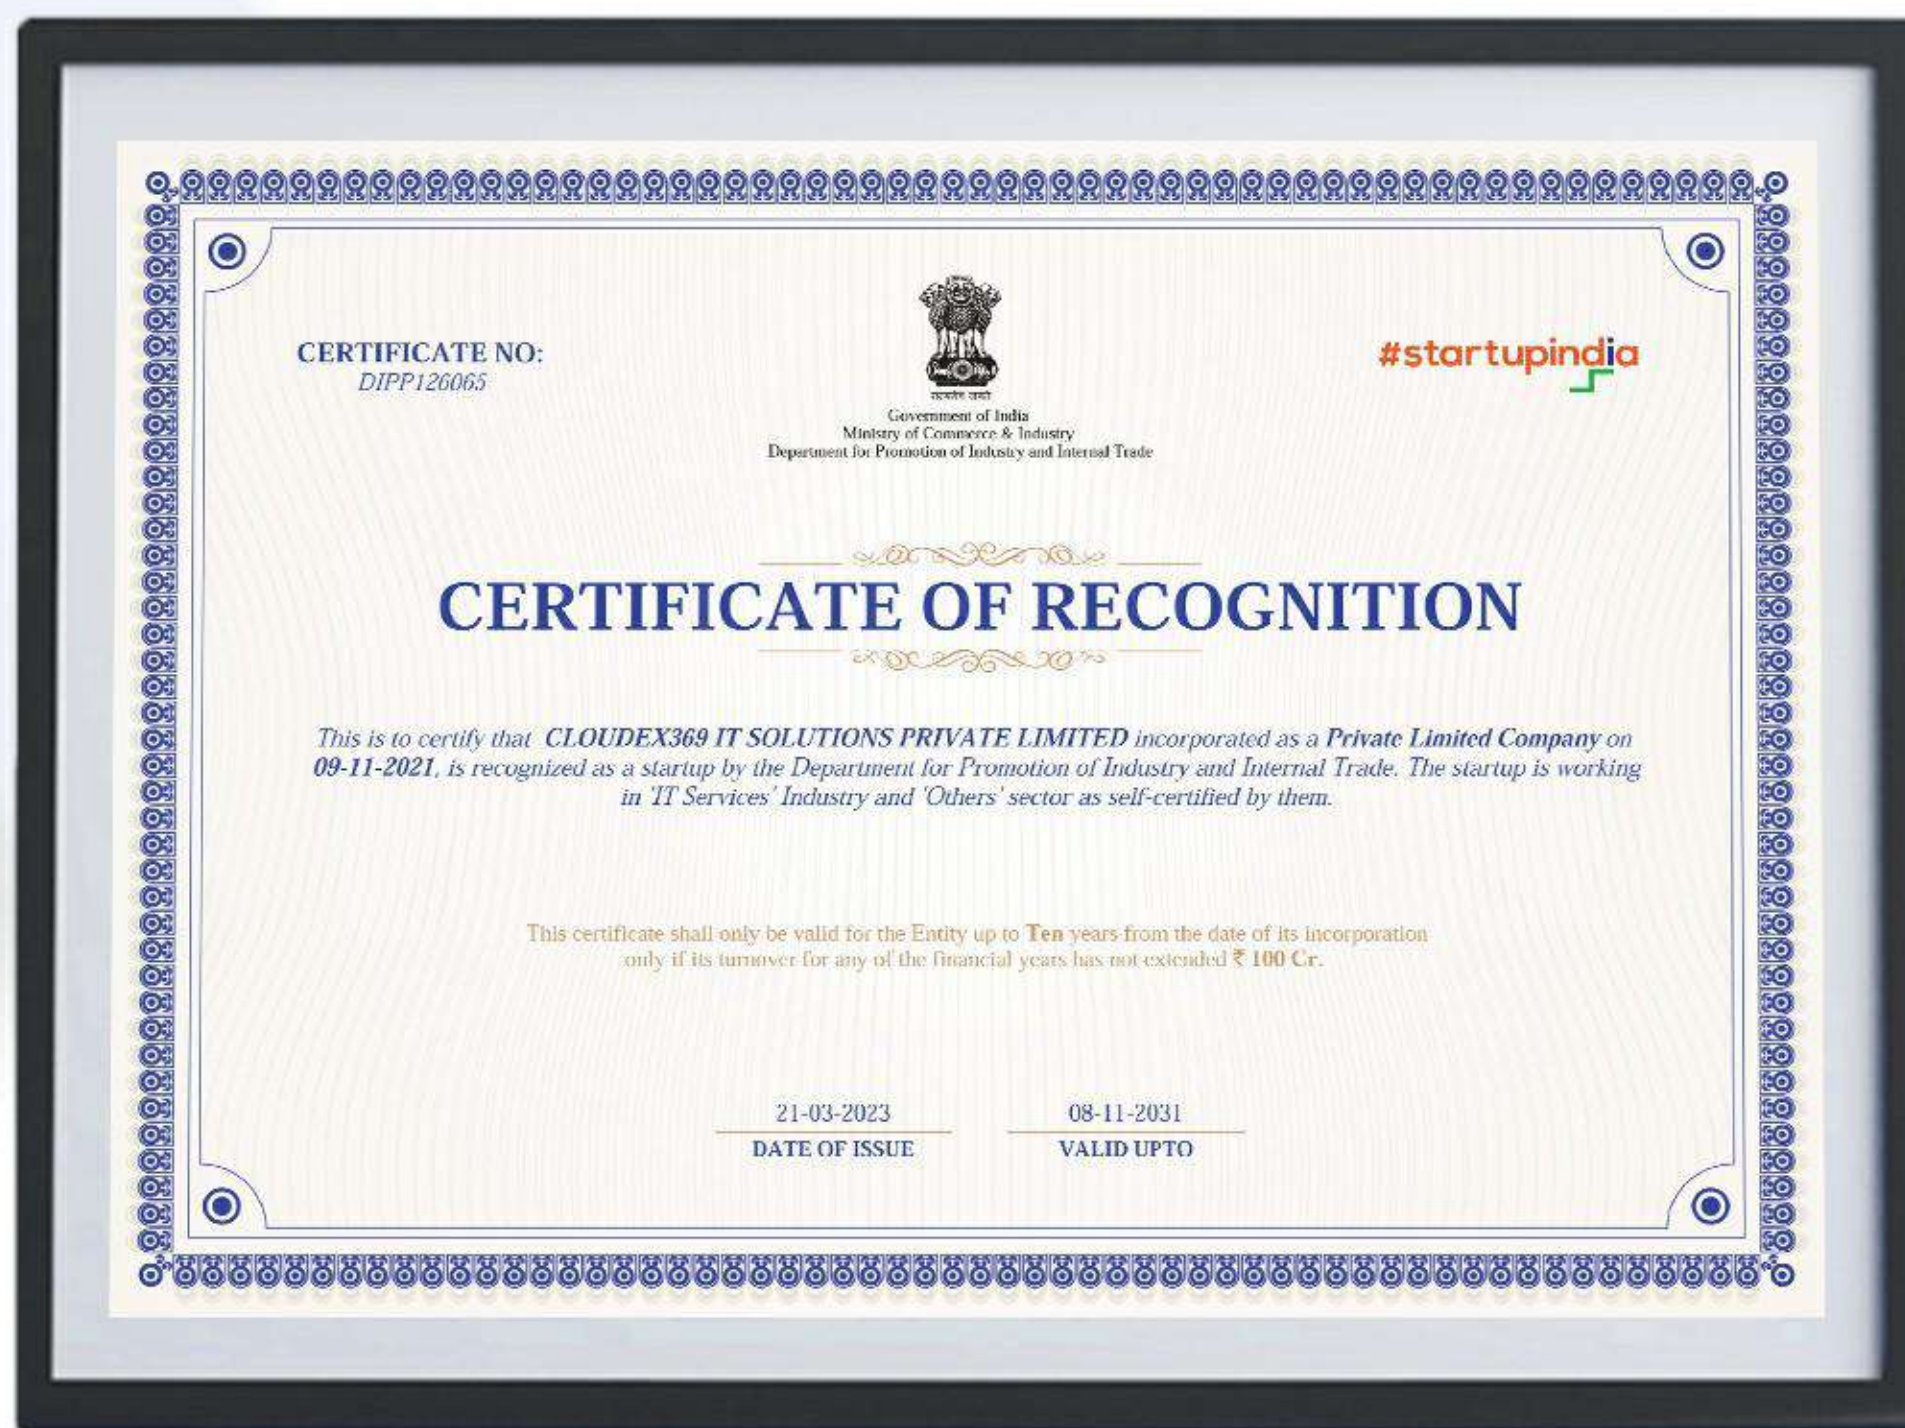 CERTIFICATE NO:
DIPP126065
सत्यमेव जयते
#startupindia
Government of India
Ministry of Commerce & Industry
Department for Promotion of Industry and Internal Trade
CERTIFICATE OF RECOGNITION
This is to certify that CLOUDEX369 IT SOLUTIONS PRIVATE LIMITED incorporated as a Private Limited Company on
09-11-2021, is recognized as a startup by the Department for Promotion of Industry and Internal Trade. The startup is working
in 'IT Services' Industry and 'Others' sector as self-certified by them.
This certificate shall only be valid for the Entity up to Ten years from the date of its incorporation
only if its turnover for any of the financial years has not extended ₹ 100 Cr.
21-03-2023
DATE OF ISSUE
08-11-2031
VALID UPTO